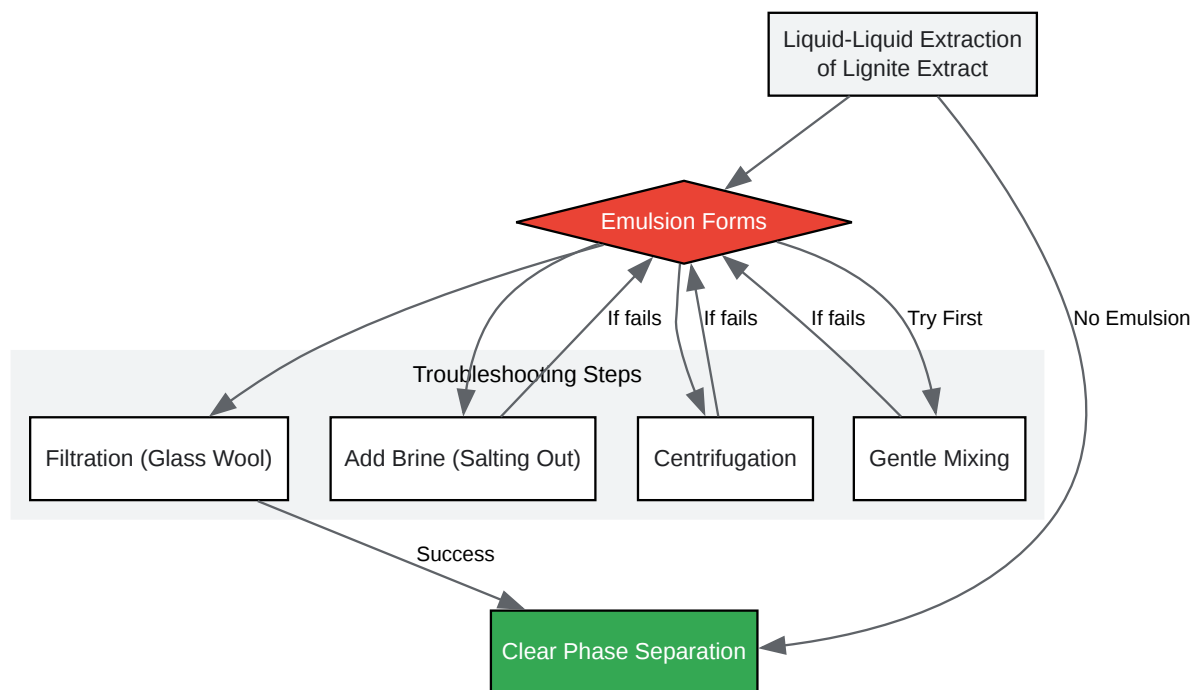 Liquid-Liquid Extraction
of Lignite Extract
Emulsion Forms
If fails
If fails
If fails
Try First
No Emulsion
Troubleshooting Steps
Filtration (Glass Wool)
Add Brine (Salting Out)
Centrifugation
Gentle Mixing
Success
Clear Phase Separation